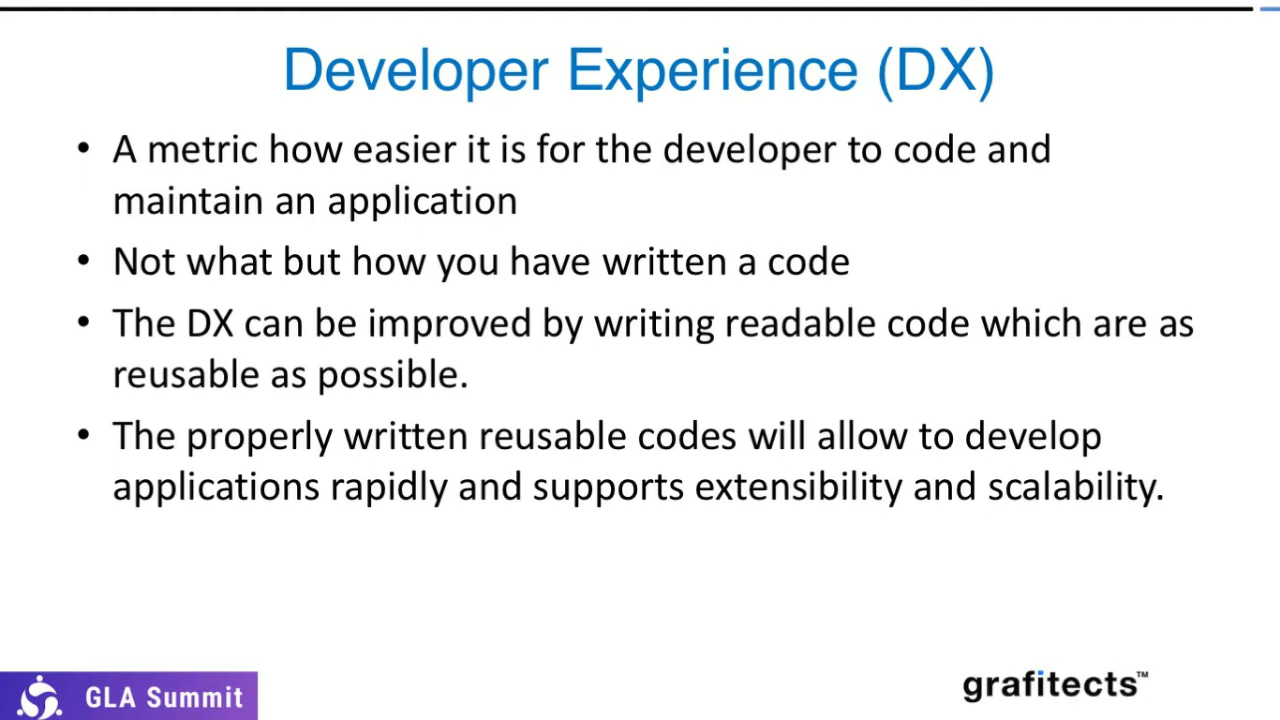 Developer Experience (DX)
• A metric how easier it is for the developer to code and
maintain an application
• Not what but how you have written a code
• The DX can be improved by writing readable code which are as
reusable as possible.
• The properly written reusable codes will allow to develop
applications rapidly and supports extensibility and scalability.
GLA Summit
grafitects™